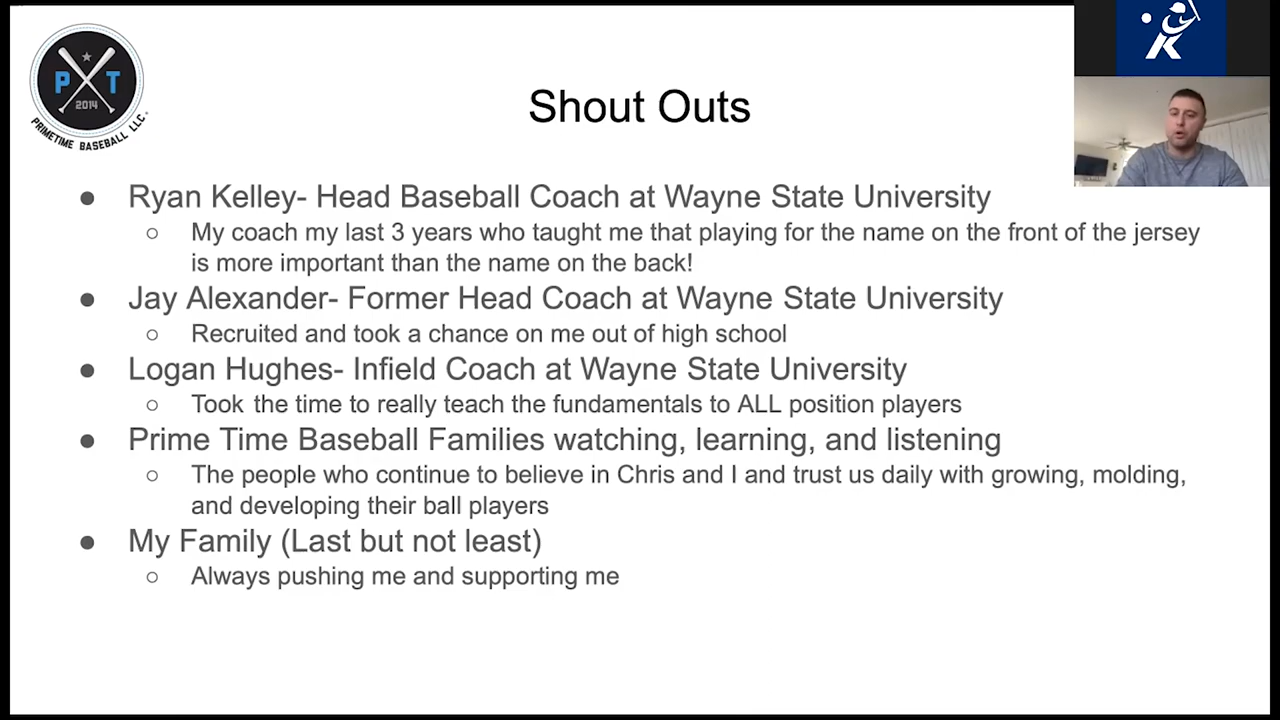 P T
2014
PRIMETIME BASEBALL LLC.
K
Shout Outs
● Ryan Kelley- Head Baseball Coach at Wayne State University
○ My coach my last 3 years who taught me that playing for the name on the front of the jersey
is more important than the name on the back!
● Jay Alexander- Former Head Coach at Wayne State University
○ Recruited and took a chance on me out of high school
● Logan Hughes- Infield Coach at Wayne State University
○ Took the time to really teach the fundamentals to ALL position players
● Prime Time Baseball Families watching, learning, and listening
○ The people who continue to believe in Chris and I and trust us daily with growing, molding,
and developing their ball players
● My Family (Last but not least)
○ Always pushing me and supporting me